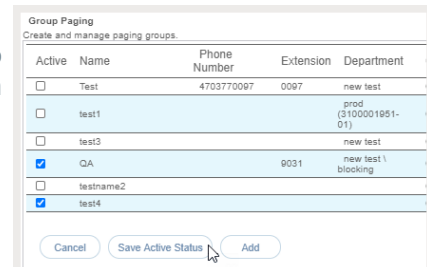 Group Paging
Create and manage paging groups.
Active Name Phone Number Extension Department
Test 4703770097 0097 new test
test1 prod (3100001951-01)
test3 new test
QA 9031 new test \ blocking
testname2
test4
Cancel Save Active Status Add